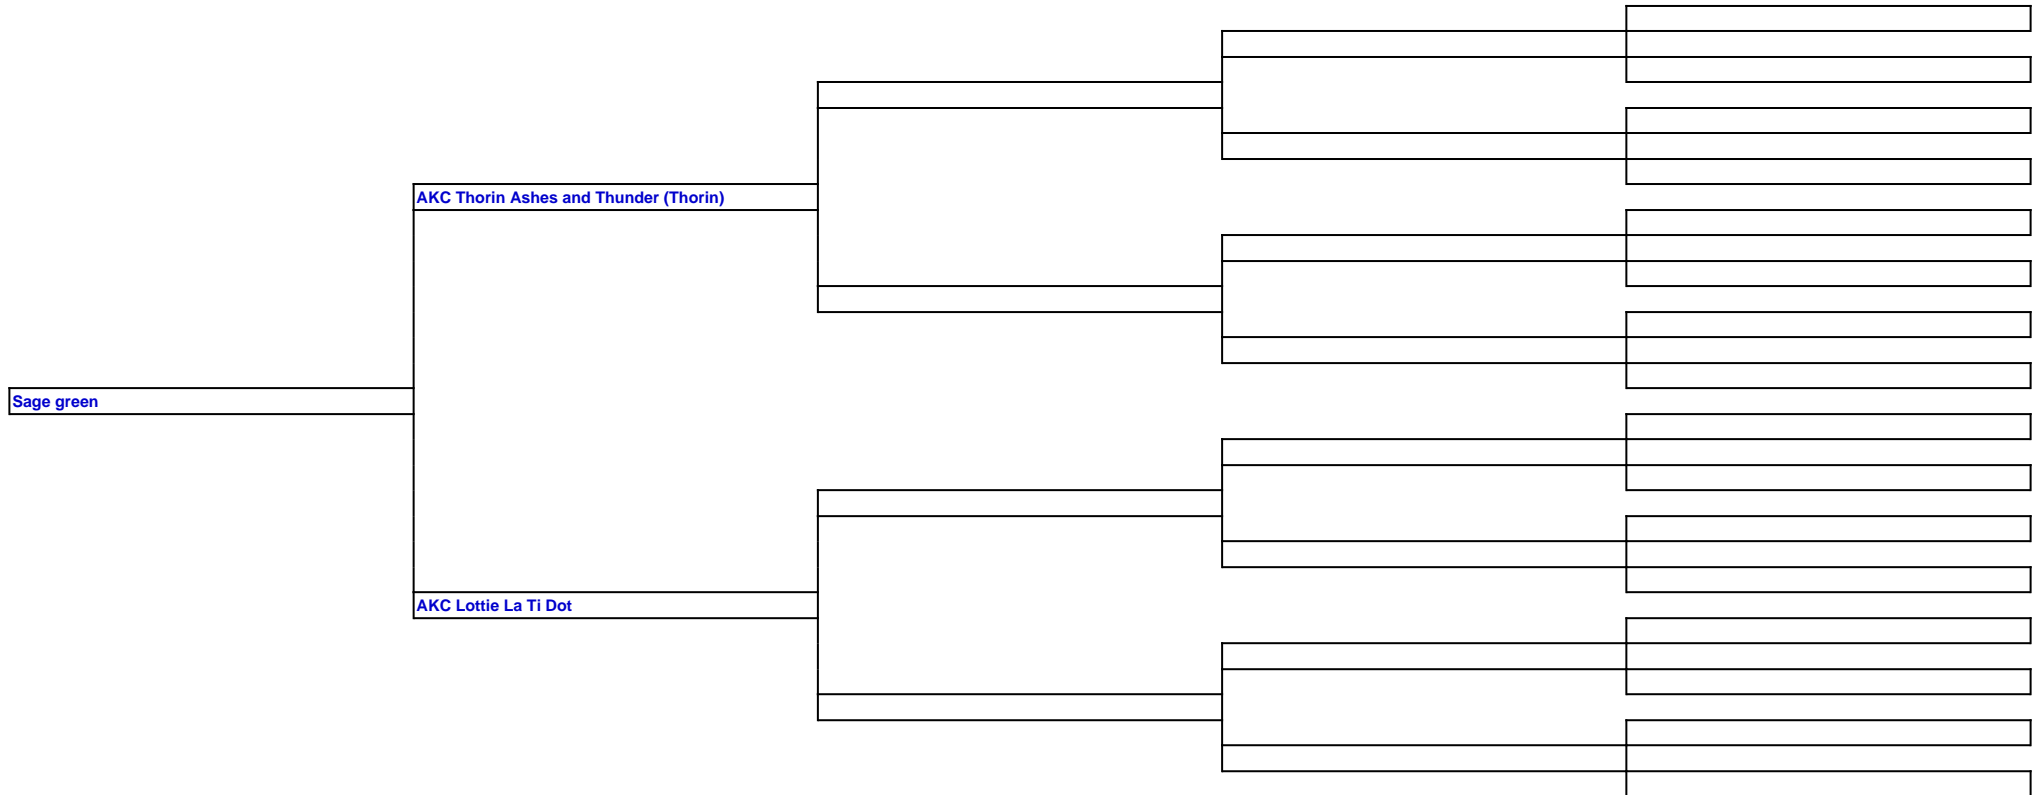 AKC Thorin Ashes and Thunder (Thorin)
Sage green
AKC Lottie La Ti Dot